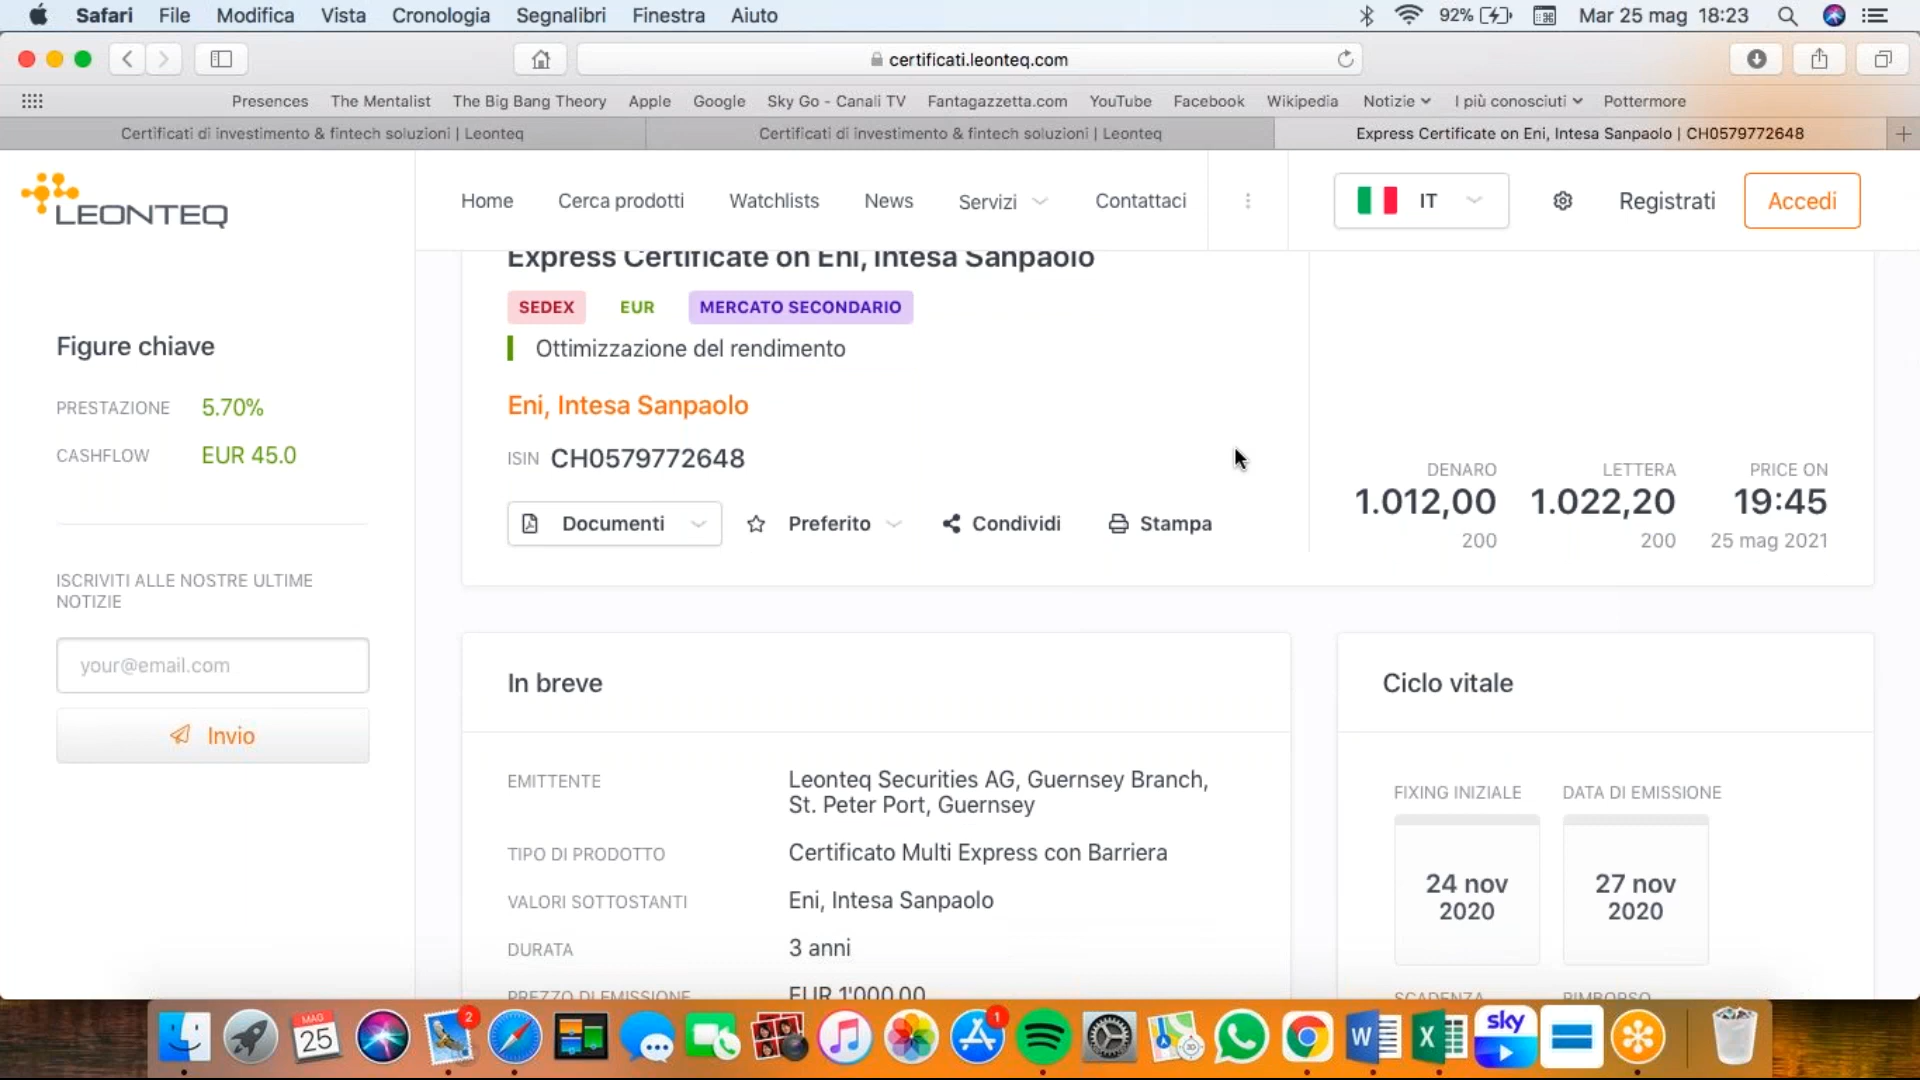 Safari File Modifica Vista Cronologia Segnalibri Finestra Aiuto 92% Mar 25 mag 18:23
certificati.leonteq.com
Presences The Mentalist The Big Bang Theory Apple Google Sky Go - Canali TV Fantagazzetta.com YouTube Facebook Wikipedia Notizie I più conosciuti Pottermore
Certificati di investimento & fintech soluzioni | Leonteq Certificati di investimento & fintech soluzioni | Leonteq Express Certificate on Eni, Intesa Sanpaolo | CH0579772648
LEONTEQ
Home Cerca prodotti Watchlists News Servizi Contattaci IT Registrati Accedi
Express Certificate on Eni, Intesa Sanpaolo
SEDEX EUR MERCATO SECONDARIO
Ottimizzazione del rendimento
Eni, Intesa Sanpaolo
ISIN CH0579772648
Documenti Preferito Condividi Stampa
DENARO LETTERA PRICE ON
1.012,00 1.022,20 19:45
200 200 25 mag 2021
Figure chiave
PRESTAZIONE 5.70%
CASHFLOW EUR 45.0
ISCRIVITI ALLE NOSTRE ULTIME
NOTIZIE
your@email.com
Invio
In breve
EMITTENTE Leonteq Securities AG, Guernsey Branch,
St. Peter Port, Guernsey
TIPO DI PRODOTTO Certificato Multi Express con Barriera
VALORI SOTTOSTANTI Eni, Intesa Sanpaolo
DURATA 3 anni
PREZZO DI EMISSIONE EUR 1'000.00
Ciclo vitale
FIXING INIZIALE DATA DI EMISSIONE
24 nov 27 nov
2020 2020
SCADENZA RIMBORSO
MAG
25
2
1
W
X
sky